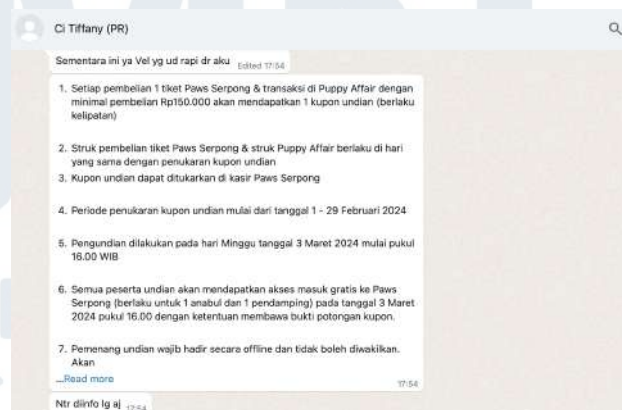 Ci Tiffany (PR)
Sementara ini ya Vel yg ud rapi dr aku Edited 17:54
1. Setiap pembelian 1 tiket Paws Serpong & transaksi di Puppy Affair dengan
minimal pembelian Rp150.000 akan mendapatkan 1 kupon undian (berlaku
kelipatan)
2. Struk pembelian tiket Paws Serpong & struk Puppy Affair berlaku di hari
yang sama dengan penukaran kupon undian
3. Kupon undian dapat ditukarkan di kasir Paws Serpong
4. Periode penukaran kupon undian mulai dari tanggal 1 - 29 Februari 2024
5. Pengundian dilakukan pada hari Minggu tanggal 3 Maret 2024 mulai pukul
16.00 WIB
6. Semua peserta undian akan mendapatkan akses masuk gratis ke Paws
Serpong (berlaku untuk 1 anabul dan 1 pendamping) pada tanggal 3 Maret
2024 pukul 16.00 dengan ketentuan membawa bukti potongan kupon.
7. Pemenang undian wajib hadir secara offline dan tidak boleh diwakilkan.
Akan
...Read more 17:54
Ntr diinfo lg aj 17:54